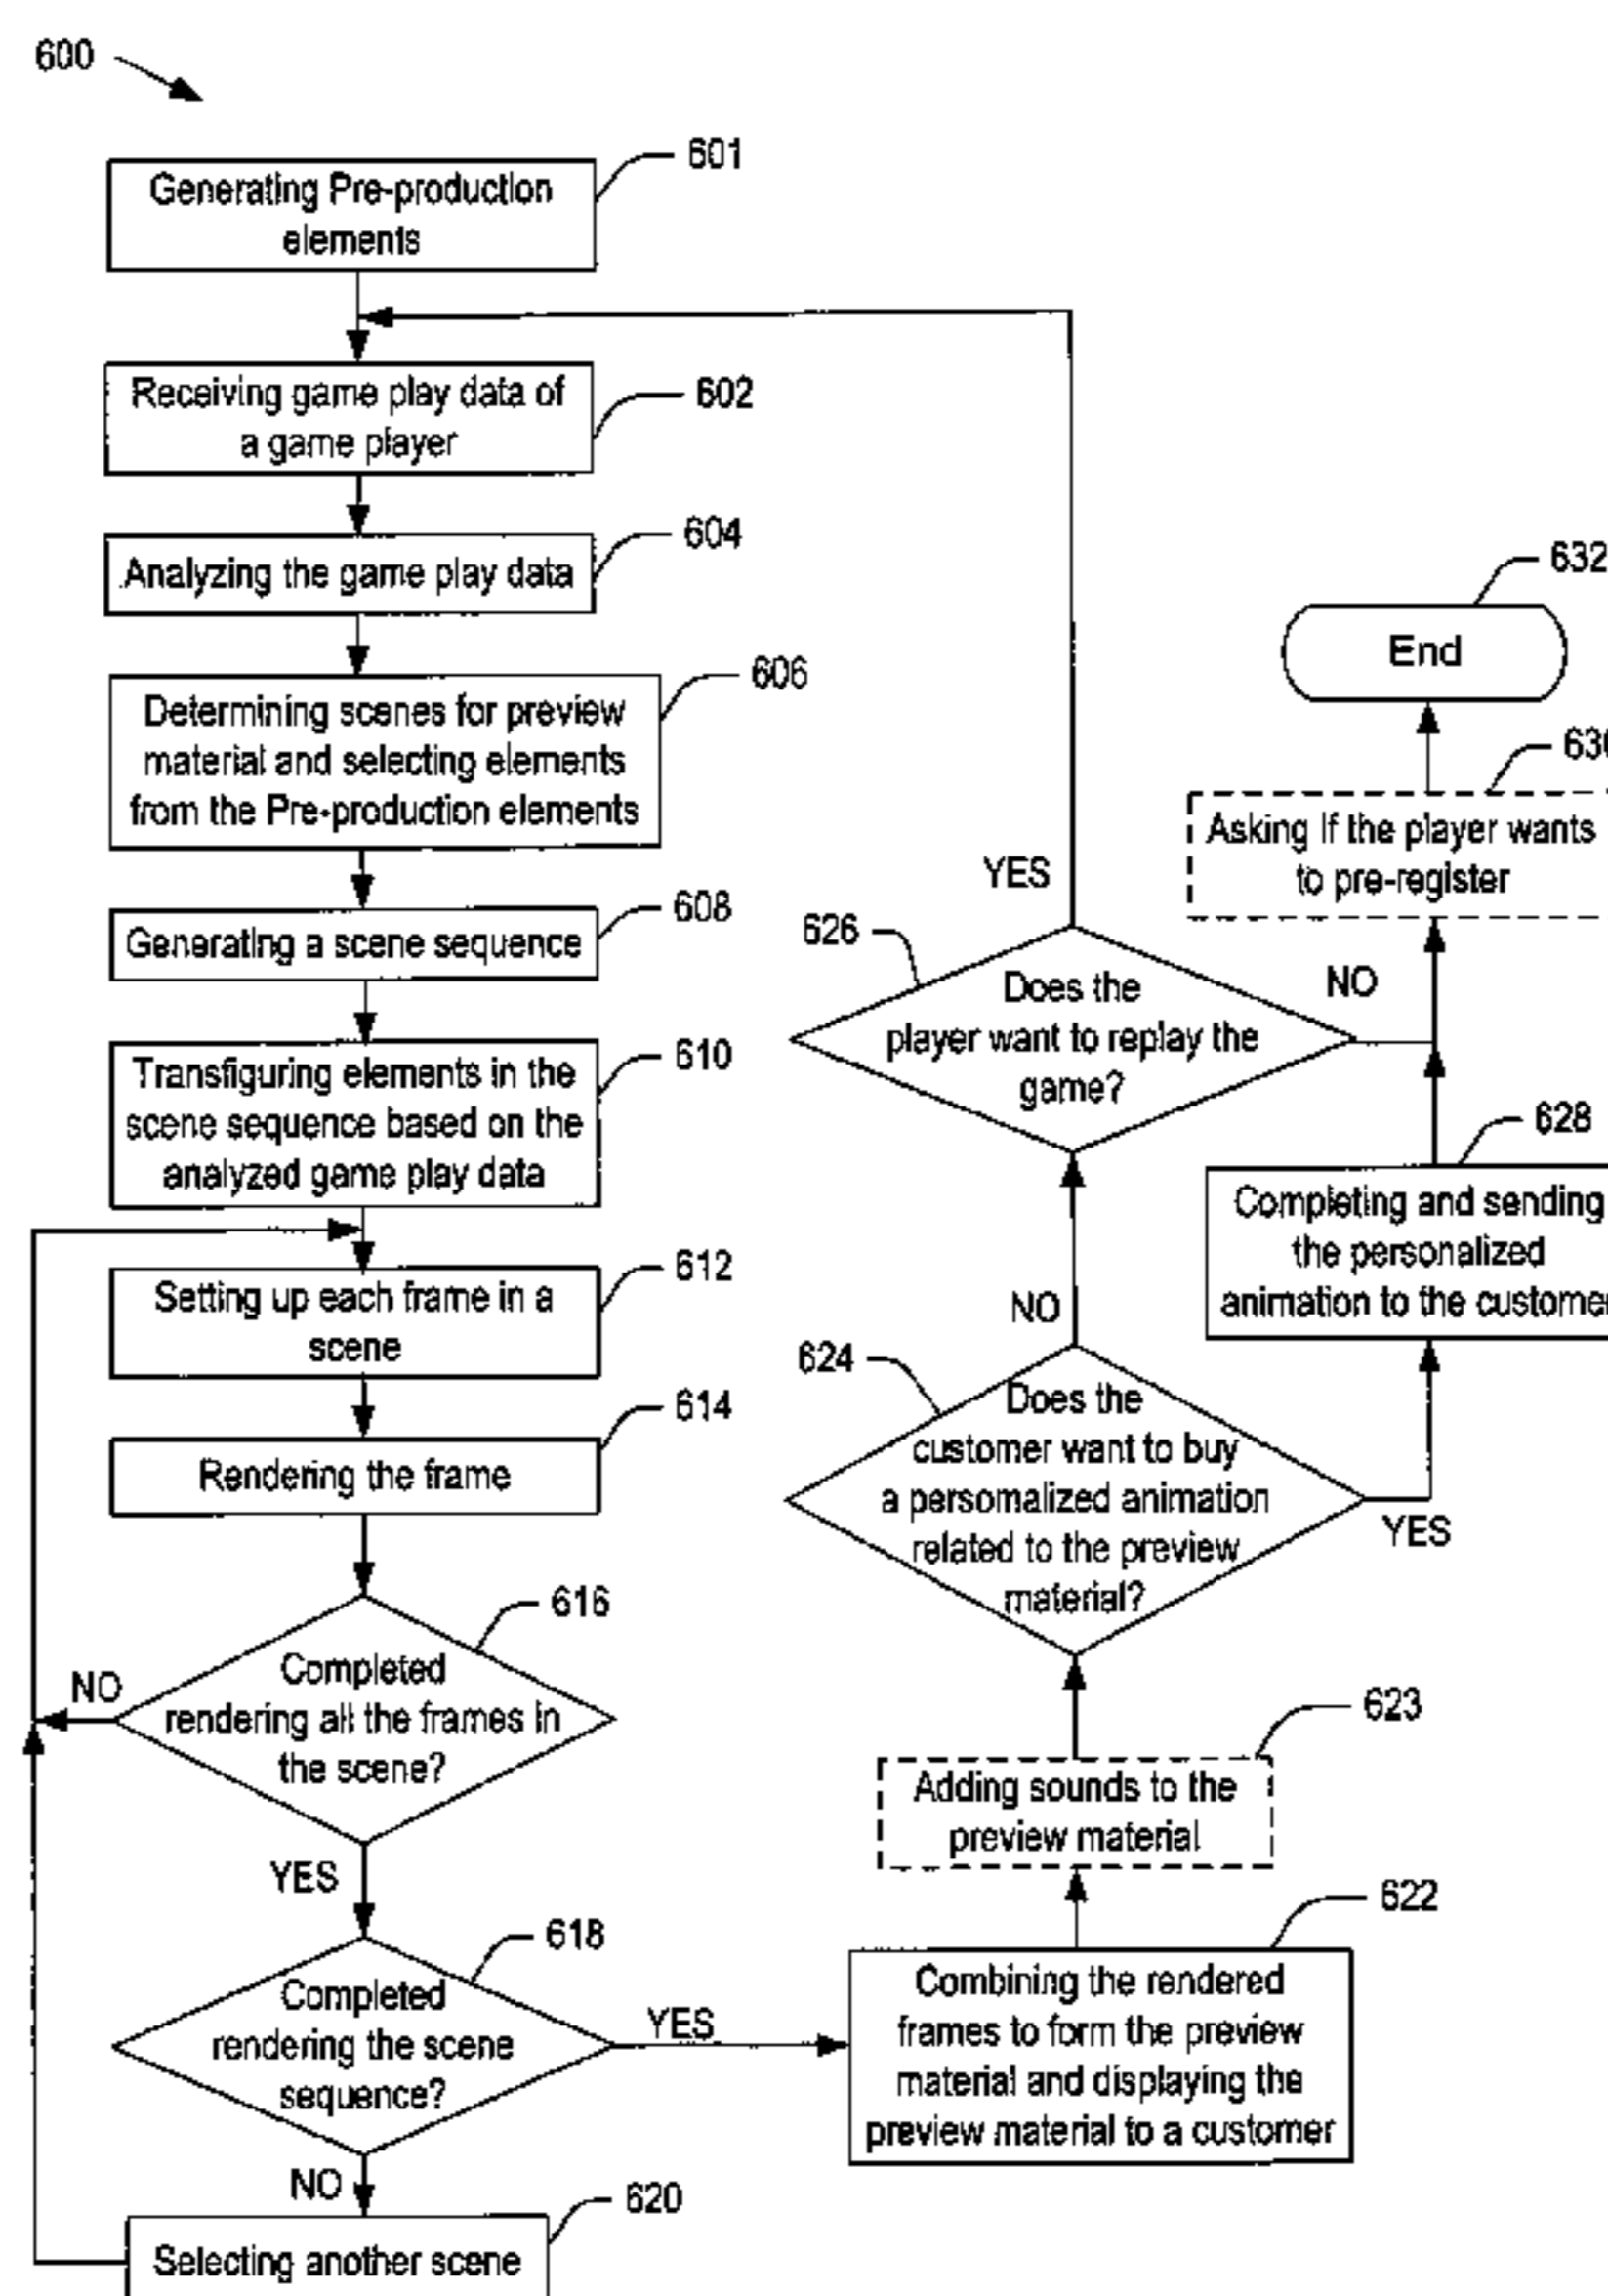 600
601
Generating Pre-production
elements
602
Receiving game play data of
a game player
604
Analyzing the game play data
606
Determining scenes for preview
material and selecting elements
from the Pre-production elements
608
Generating a scene sequence
610
Transfiguring elements in the
scene sequence based on the
analyzed game play data
612
Setting up each frame in a
scene
614
Rendering the frame
616
Completed
rendering all the frames in
the scene?
NO
YES
618
Completed
rendering the scene
sequence?
YES
NO
620
Selecting another scene
622
Combining the rendered
frames to form the preview
material and displaying the
preview material to a customer
623
Adding sounds to the
preview material
624
Does the
customer want to buy
a persomalized animation
related to the preview
material?
NO
YES
626
Does the
player want to replay the
game?
YES
NO
628
Completing and sending
the personalized
animation to the customer
630
Asking if the player wants
to pre-register
632
End